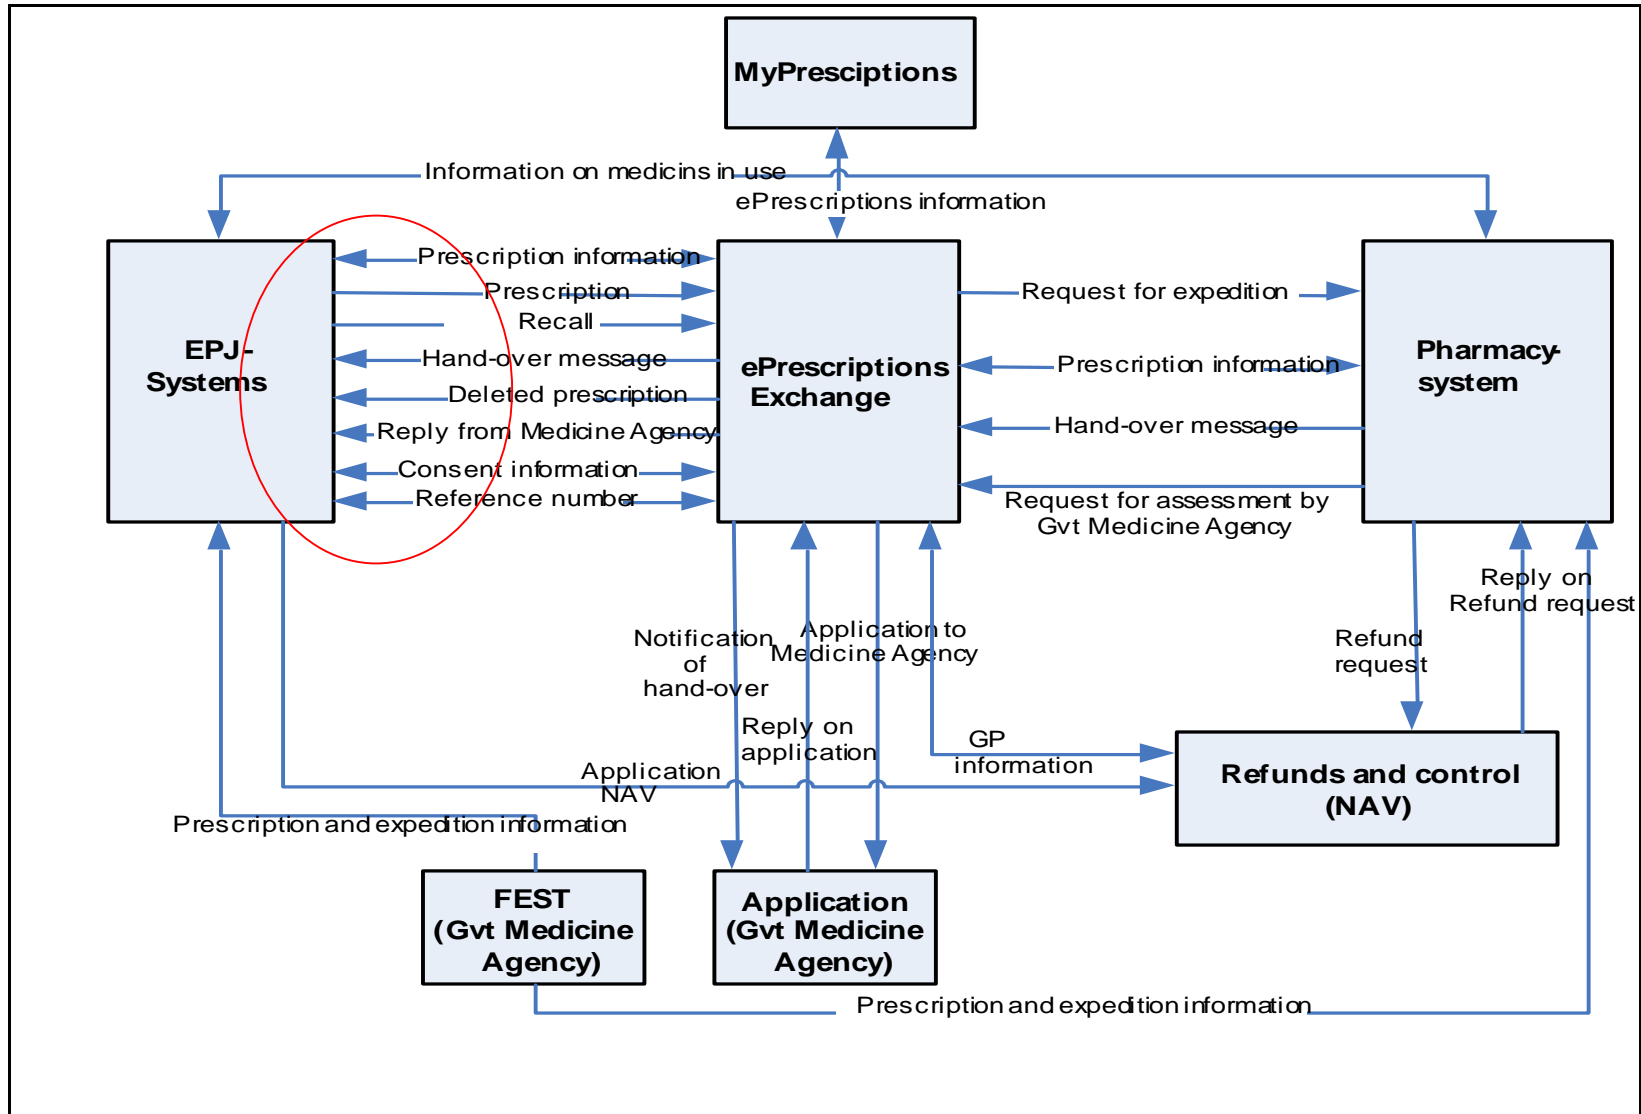 MyPresciptions
Information on medicins in use
ePrescriptions information
EPJ-
Systems
Prescription information
Prescription
Recall
Hand-over message
Deleted prescription
Reply from Medicine Agency
Consent information
Reference number
ePrescriptions
Exchange
Request for expedition
Prescription information
Hand-over message
Request for assessment by
Gvt Medicine Agency
Pharmacy-
system
Notification
of
hand-over
Reply on
application
Application to
Medicine Agency
GP
information
Refund
request
Reply on
Refund request
Application
NAV
Refunds and control
(NAV)
Prescription and expedition information
FEST
(Gvt Medicine
Agency)
Application
(Gvt Medicine
Agency)
Prescription and expedition information